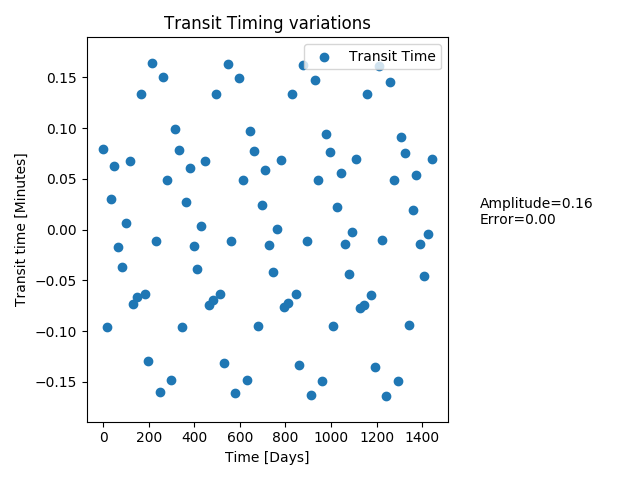 Transit Timing variations
Transit Time
0.15
0.10
0.05
0.00
−0.05
−0.10
−0.15
Transit time [Minutes]
Amplitude=0.16
Error=0.00
0 200 400 600 800 1000 1200 1400
Time [Days]